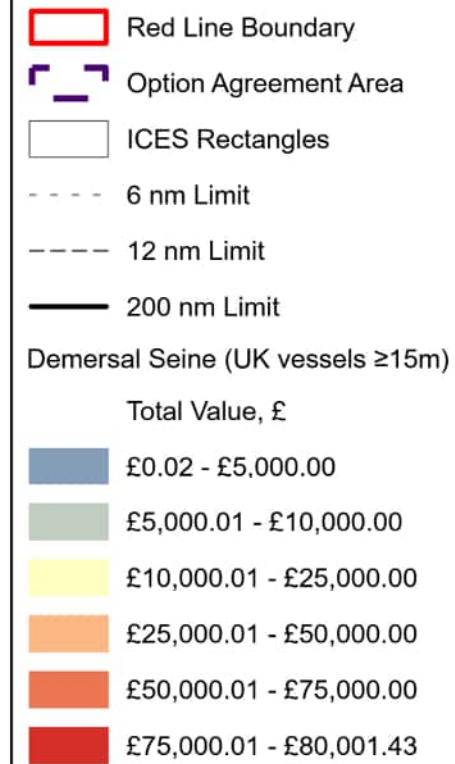 Red Line Boundary
Option Agreement Area
ICES Rectangles
6 nm Limit
12 nm Limit
200 nm Limit
Demersal Seine (UK vessels ≥15m)
Total Value, £
£0.02 - £5,000.00
£5,000.01 - £10,000.00
£10,000.01 - £25,000.00
£25,000.01 - £50,000.00
£50,000.01 - £75,000.00
£75,000.01 - £80,001.43